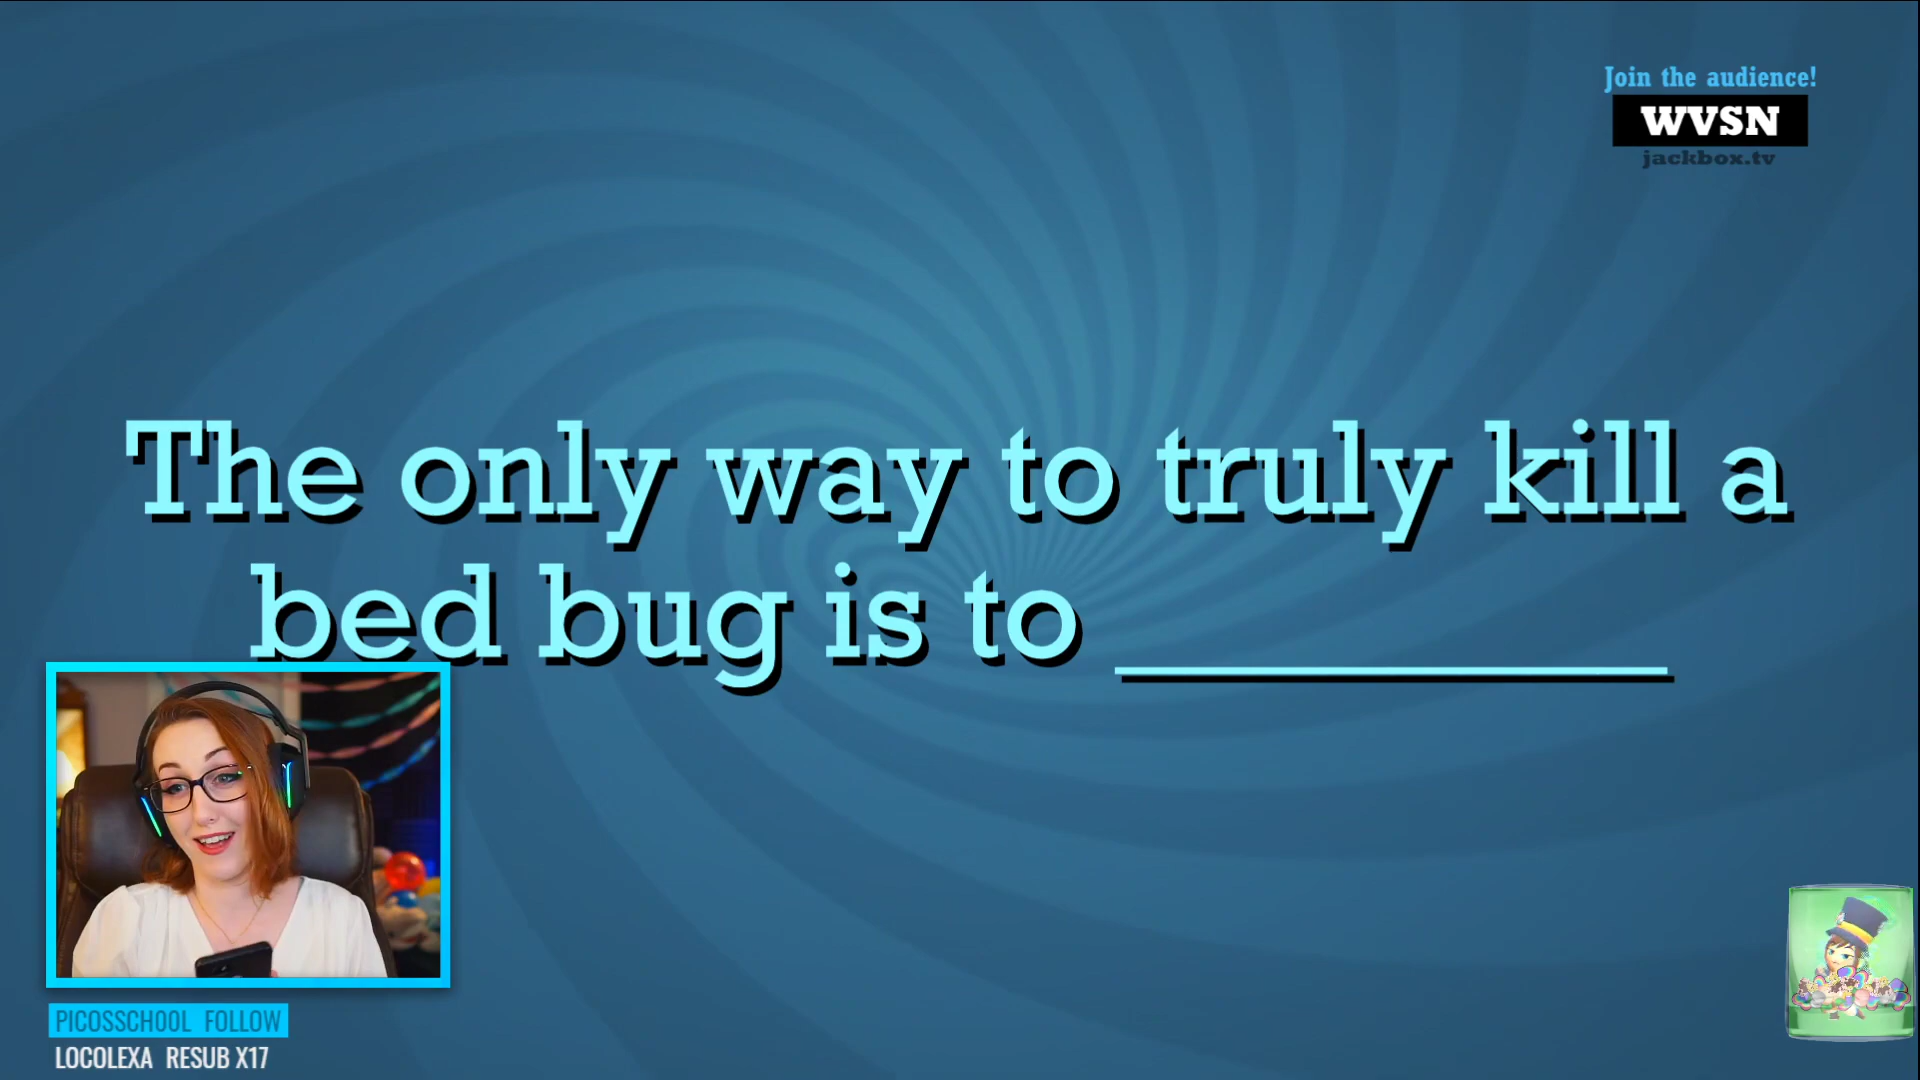 Join the audience!
WVSN
jackbox.tv
The only way to truly kill a
bed bug is to __________
PICOSSCHOOL FOLLOW
LOCOLEXA RESUB X17